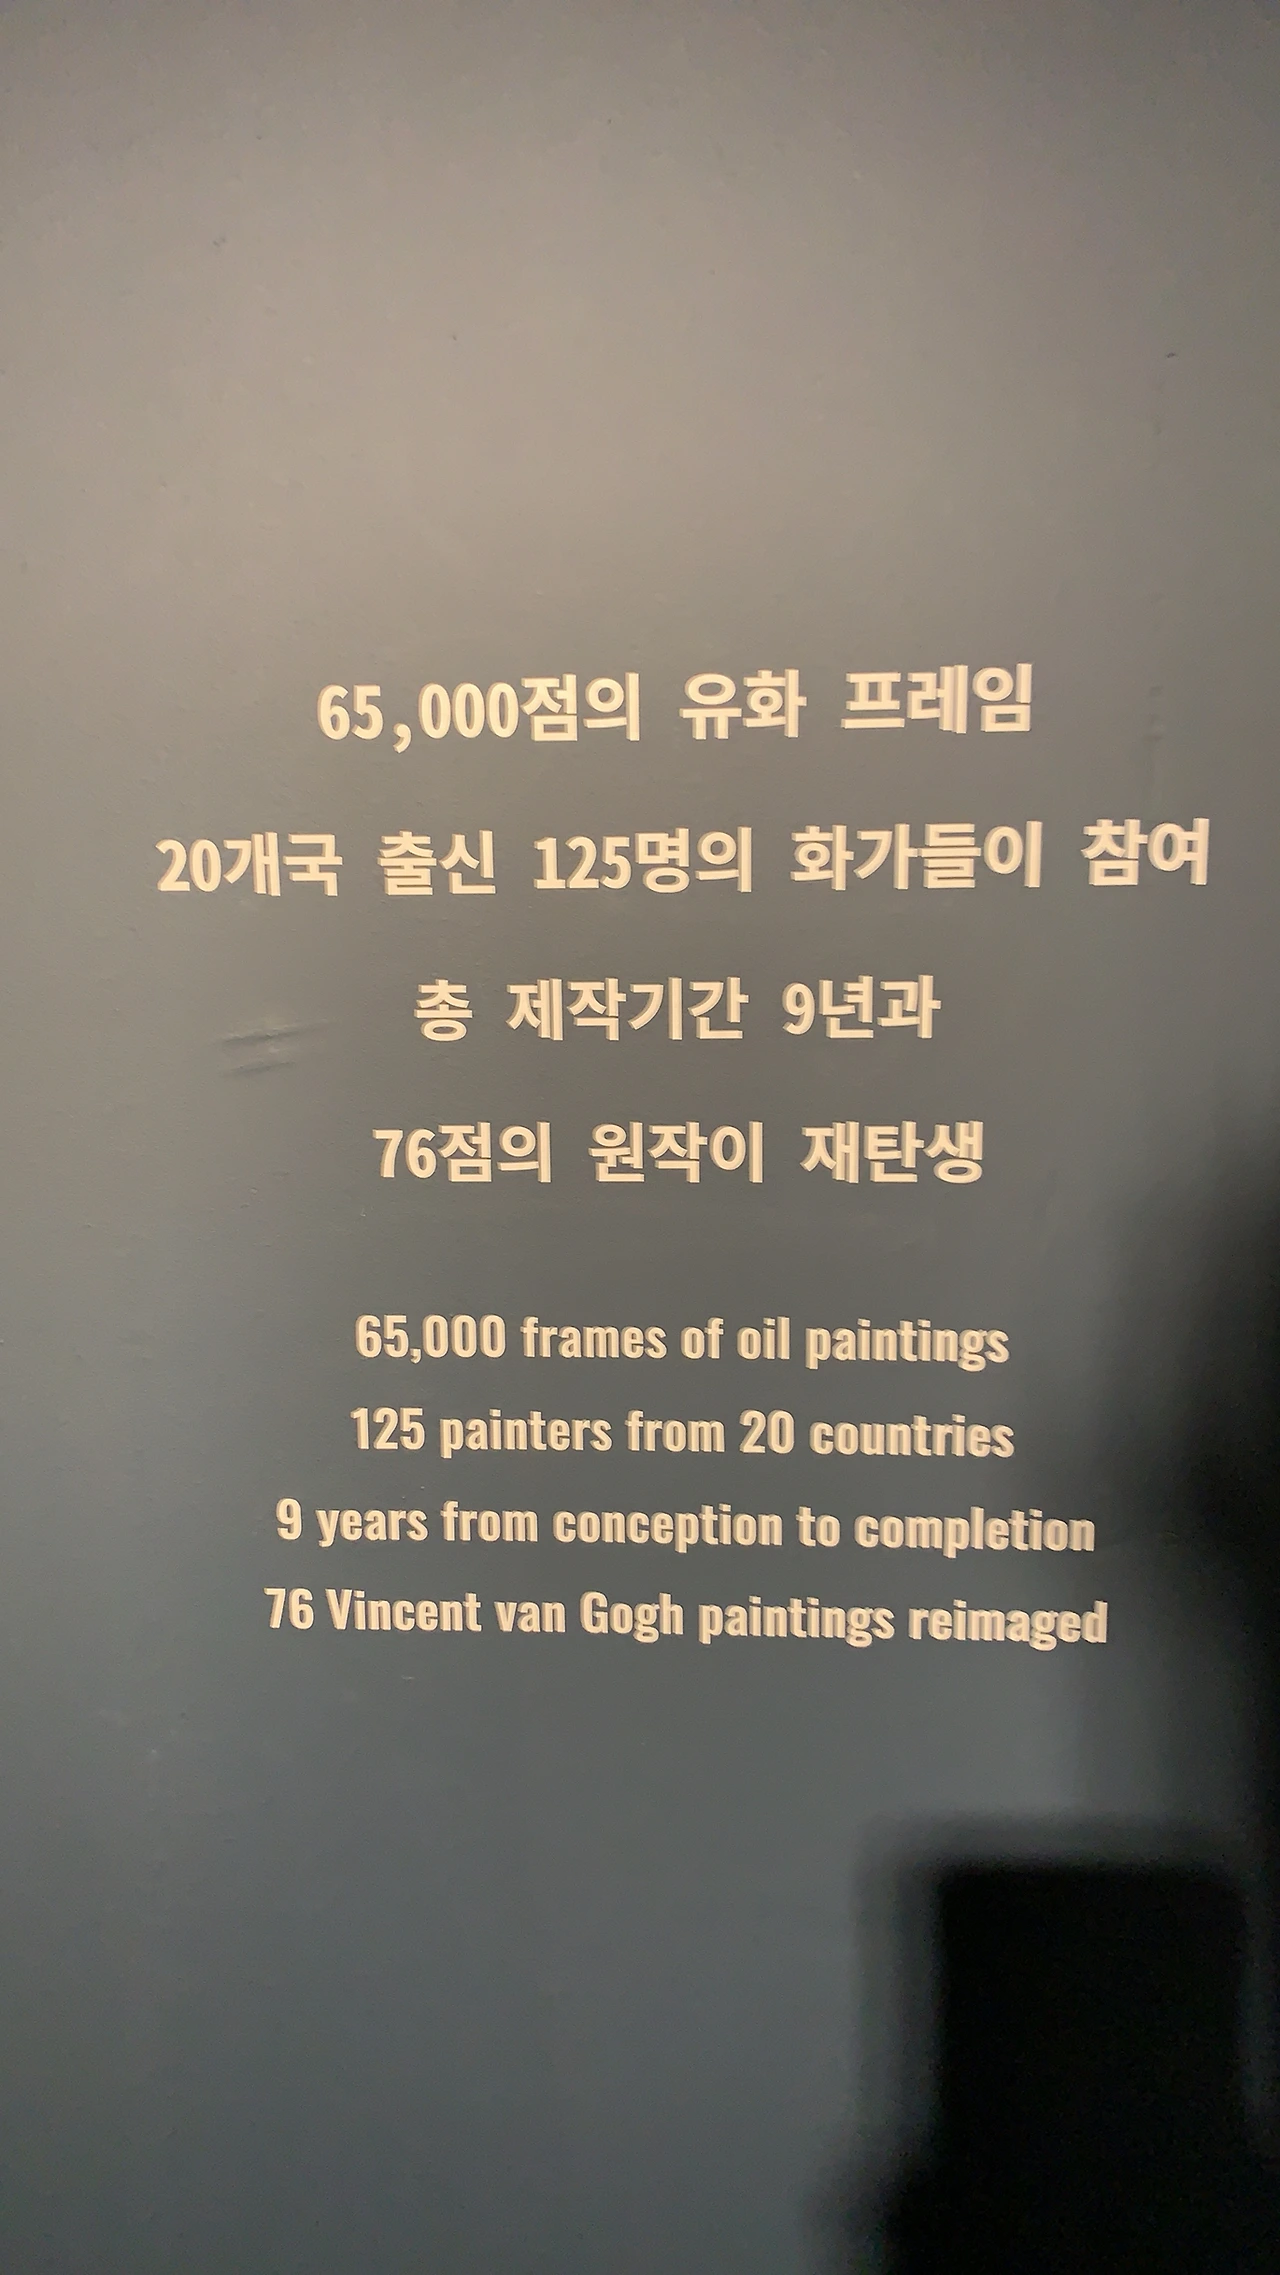 65,000점의 유화 프레임
20개국 출신 125명의 화가들이 참여
총 제작기간 9년과
76점의 원작이 재탄생
65,000 frames of oil paintings
125 painters from 20 countries
9 years from conception to completion
76 Vincent van Gogh paintings reimaged